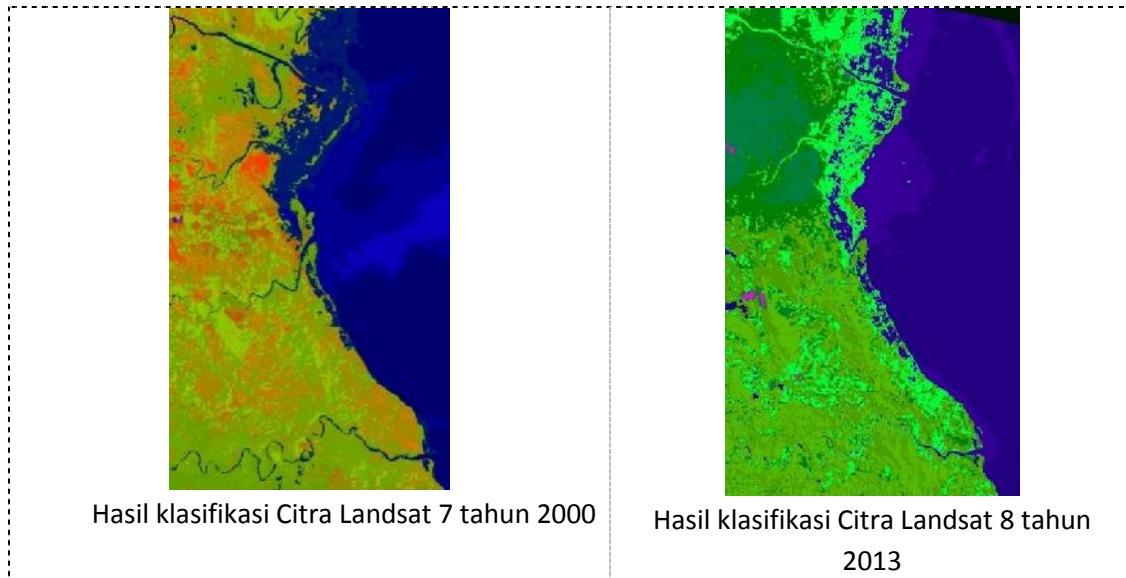 Hasil klasifikasi Citra Landsat 7 tahun 2000
Hasil klasifikasi Citra Landsat 8 tahun
2013